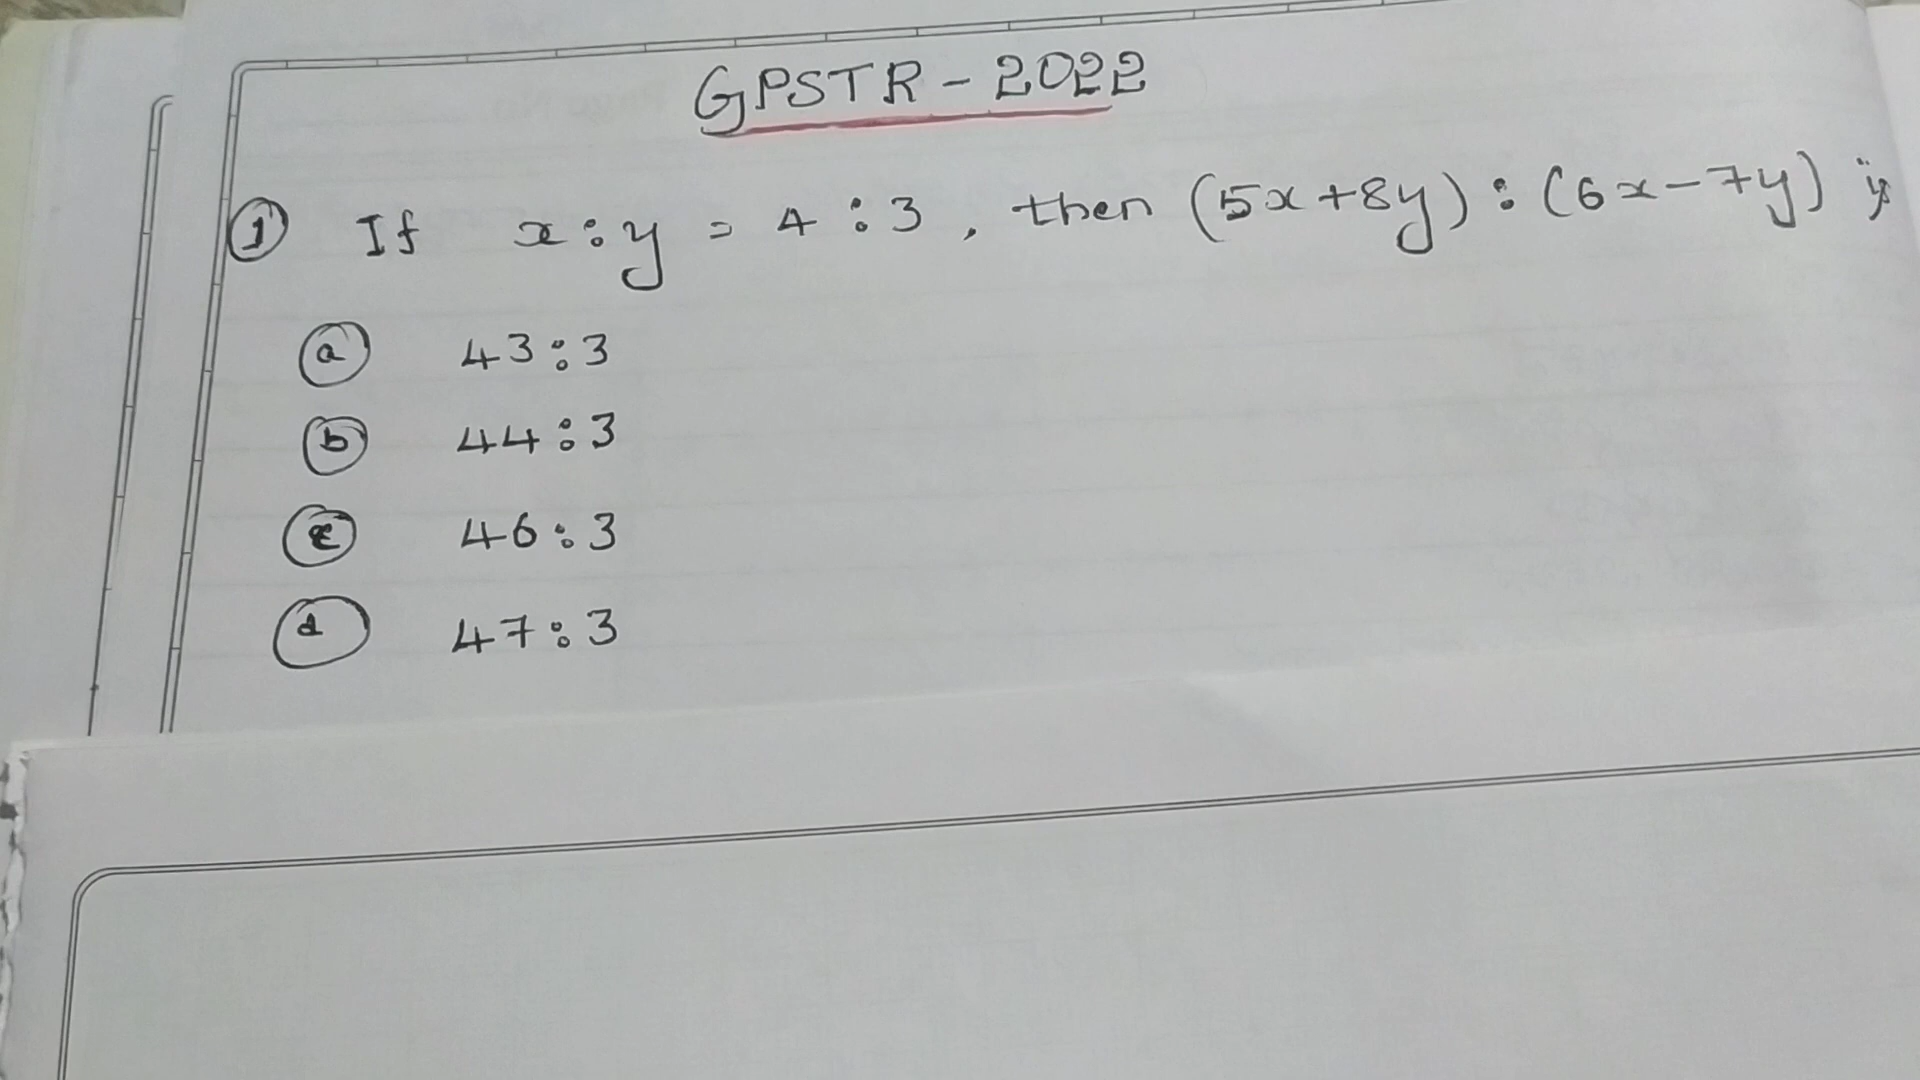 GPSTR - 2022
1 If x : y = 4 : 3, then (5x+8y) : (6x-7y) is
a 43 : 3
b 44 : 3
c 46 : 3
d 47 : 3